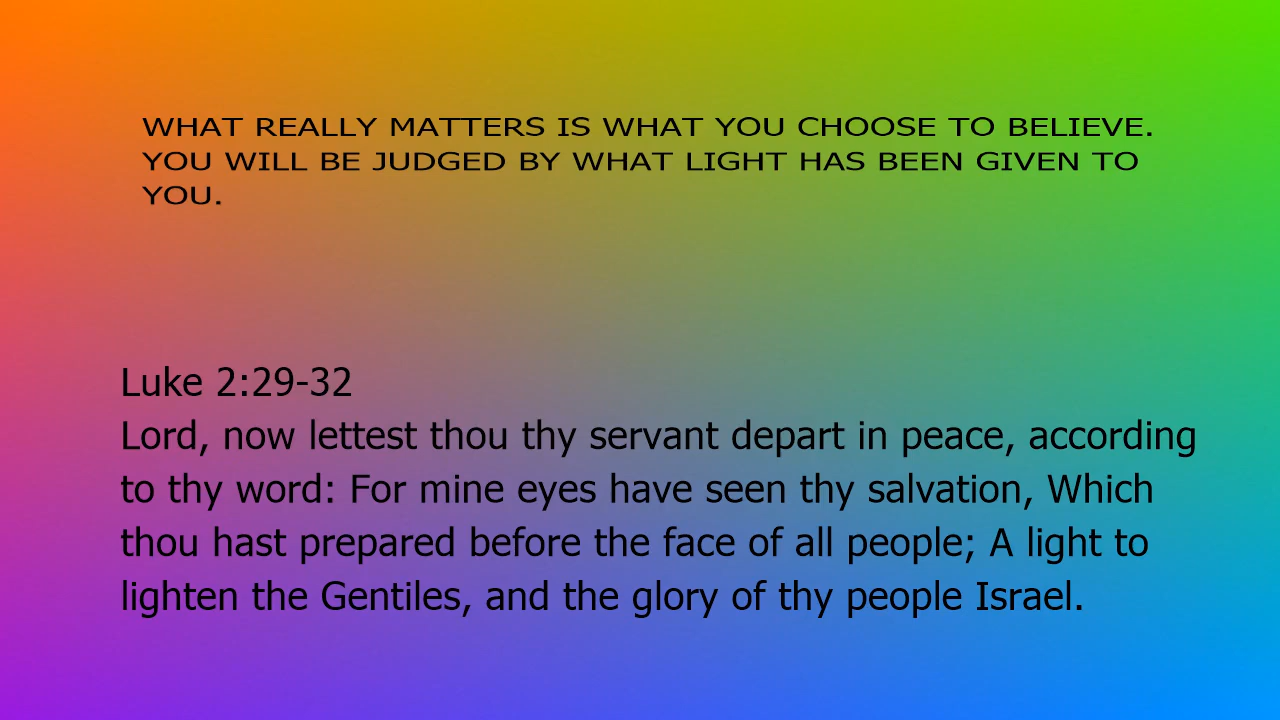 WHAT REALLY MATTERS IS WHAT YOU CHOOSE TO BELIEVE.
YOU WILL BE JUDGED BY WHAT LIGHT HAS BEEN GIVEN TO
YOU.
Luke 2:29-32
Lord, now lettest thou thy servant depart in peace, according
to thy word: For mine eyes have seen thy salvation, Which
thou hast prepared before the face of all people; A light to
lighten the Gentiles, and the glory of thy people Israel.